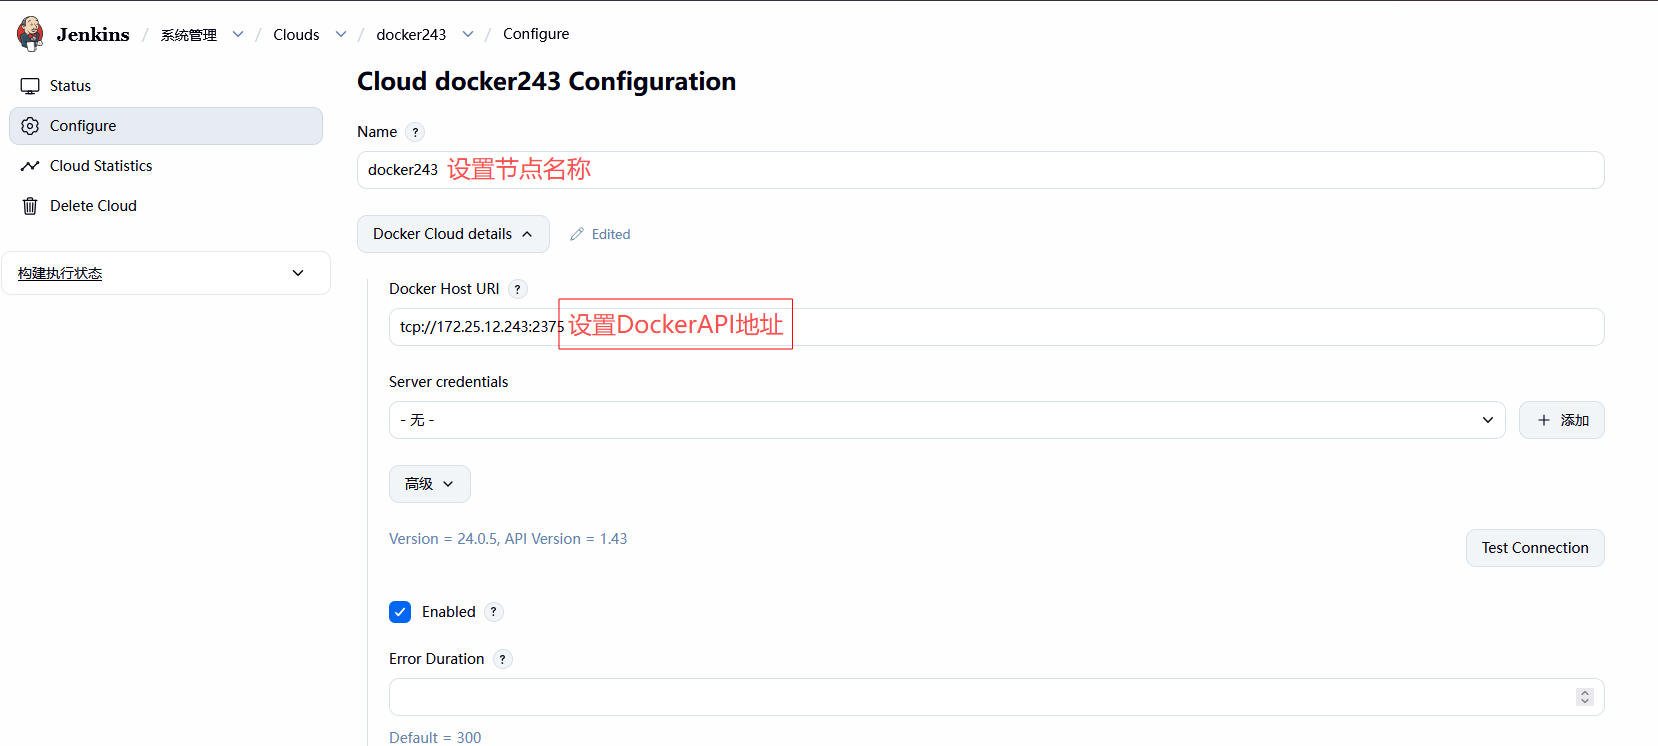 Jenkins / 系统管理 / Clouds / docker243 / Configure
Status
Configure
Cloud Statistics
Delete Cloud
构建执行状态
Cloud docker243 Configuration
Name ?
docker243 设置节点名称
Docker Cloud details Edited
Docker Host URI ?
tcp://172.25.12.243:2375 设置DockerAPI地址
Server credentials
- 无 - + 添加
高级
Version = 24.0.5, API Version = 1.43
Test Connection
Enabled ?
Error Duration ?
Default = 300